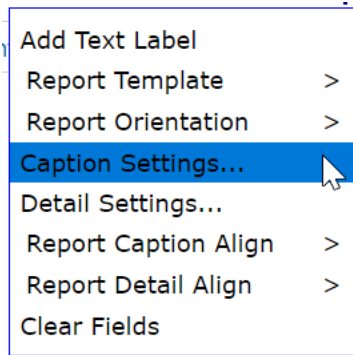 Add Text Label
Report Template >
Report Orientation >
Caption Settings...
Detail Settings...
Report Caption Align >
Report Detail Align >
Clear Fields